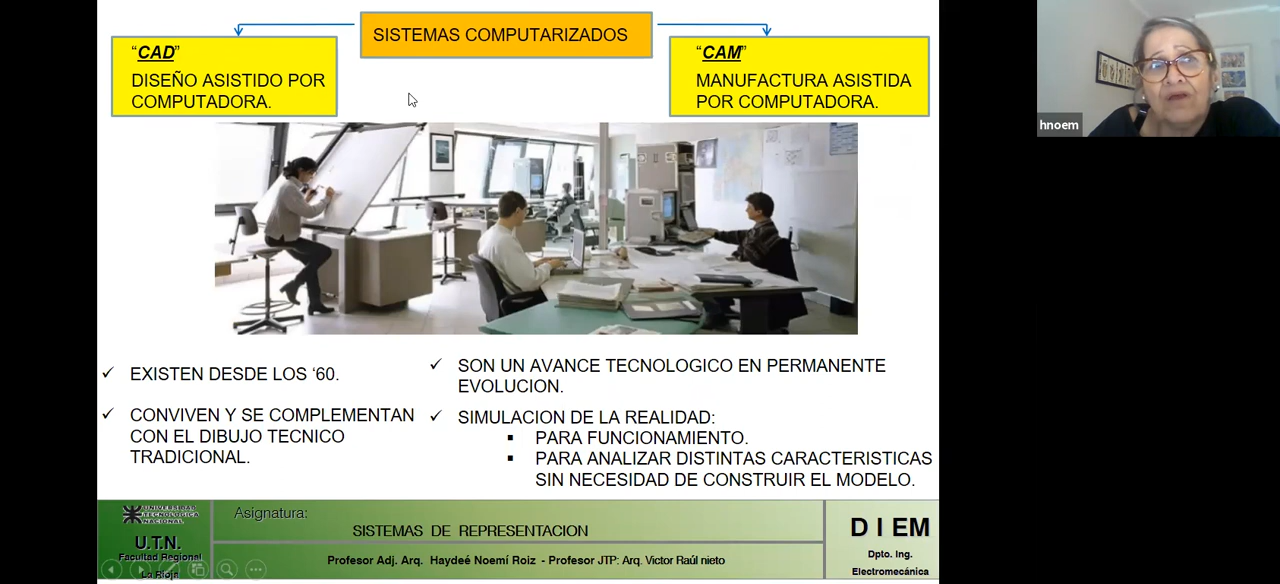 SISTEMAS COMPUTARIZADOS
“CAD”
DISEÑO ASISTIDO POR
COMPUTADORA.
“CAM”
MANUFACTURA ASISTIDA
POR COMPUTADORA.
hnoem
EXISTEN DESDE LOS ‘60.
CONVIVEN Y SE COMPLEMENTAN
CON EL DIBUJO TECNICO
TRADICIONAL.
SON UN AVANCE TECNOLOGICO EN PERMANENTE
EVOLUCION.
SIMULACION DE LA REALIDAD:
PARA FUNCIONAMIENTO.
PARA ANALIZAR DISTINTAS CARACTERISTICAS
SIN NECESIDAD DE CONSTRUIR EL MODELO.
UNIVERSIDAD
TECNOLOGICA
NACIONAL
U.T.N.
Facultad Regional
La Rioja
Asignatura:
SISTEMAS DE REPRESENTACION
Profesor Adj. Arq. Haydeé Noemí Roiz - Profesor JTP: Arq. Victor Raúl nieto
D I EM
Dpto. Ing.
Electromecánica